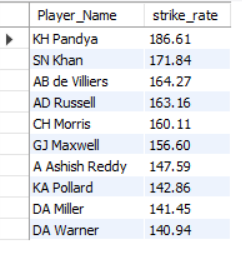 Player_Name strike_rate
KH Pandya 186.61
SN Khan 171.84
AB de Villiers 164.27
AD Russell 163.16
CH Morris 160.11
GJ Maxwell 156.60
A Ashish Reddy 147.59
KA Pollard 142.86
DA Miller 141.45
DA Warner 140.94